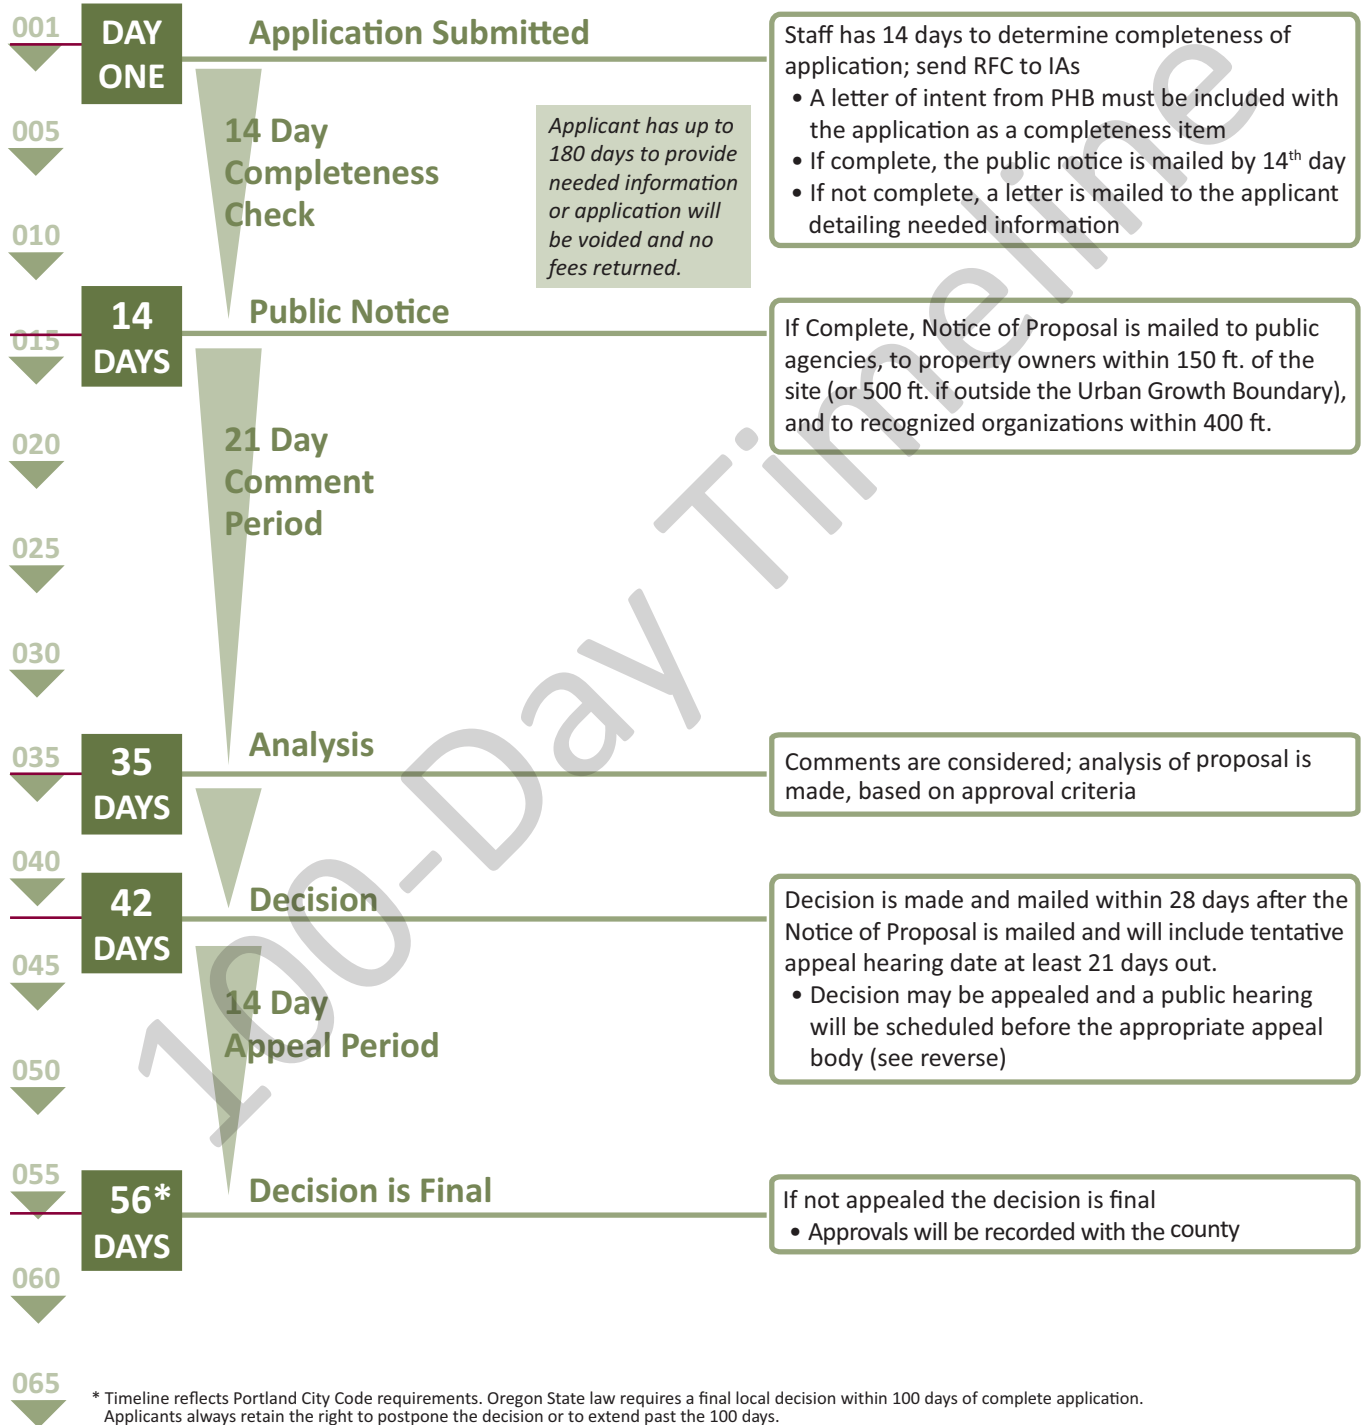 001
DAY
ONE
Application Submitted
Staff has 14 days to determine completeness of
application; send RFC to IAs
• A letter of intent from PHB must be included with
the application as a completeness item
• If complete, the public notice is mailed by 14th day
• If not complete, a letter is mailed to the applicant
detailing needed information
005
14 Day
Completeness
Check
Applicant has up to
180 days to provide
needed information
or application will
be voided and no
fees returned.
010
14
DAYS
Public Notice
015
If Complete, Notice of Proposal is mailed to public
agencies, to property owners within 150 ft. of the
site (or 500 ft. if outside the Urban Growth Boundary),
and to recognized organizations within 400 ft.
020
21 Day
Comment
Period
025
030
035
35
DAYS
Analysis
Comments are considered; analysis of proposal is
made, based on approval criteria
040
42
DAYS
Decision
Decision is made and mailed within 28 days after the
Notice of Proposal is mailed and will include tentative
appeal hearing date at least 21 days out.
• Decision may be appealed and a public hearing
will be scheduled before the appropriate appeal
body (see reverse)
045
14 Day
Appeal Period
050
055
56*
DAYS
Decision is Final
If not appealed the decision is final
• Approvals will be recorded with the county
060
065
* Timeline reflects Portland City Code requirements. Oregon State law requires a final local decision within 100 days of complete application.
Applicants always retain the right to postpone the decision or to extend past the 100 days.
100-Day Timeline